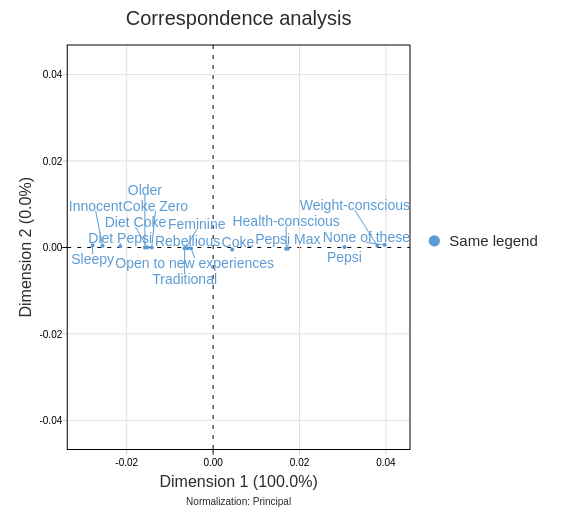 Correspondence analysis
0.04
0.02
Older
Innocent Coke Zero
Weight-conscious
Diet Coke Feminine Health-conscious
Diet Pepsi Rebellious Coke Pepsi Max None of these
0.00
Sleepy Open to new experiences Pepsi
Traditional
-0.02
-0.04
-0.02 0.00 0.02 0.04
Dimension 2 (0.0%)
Dimension 1 (100.0%)
Normalization: Principal
Same legend